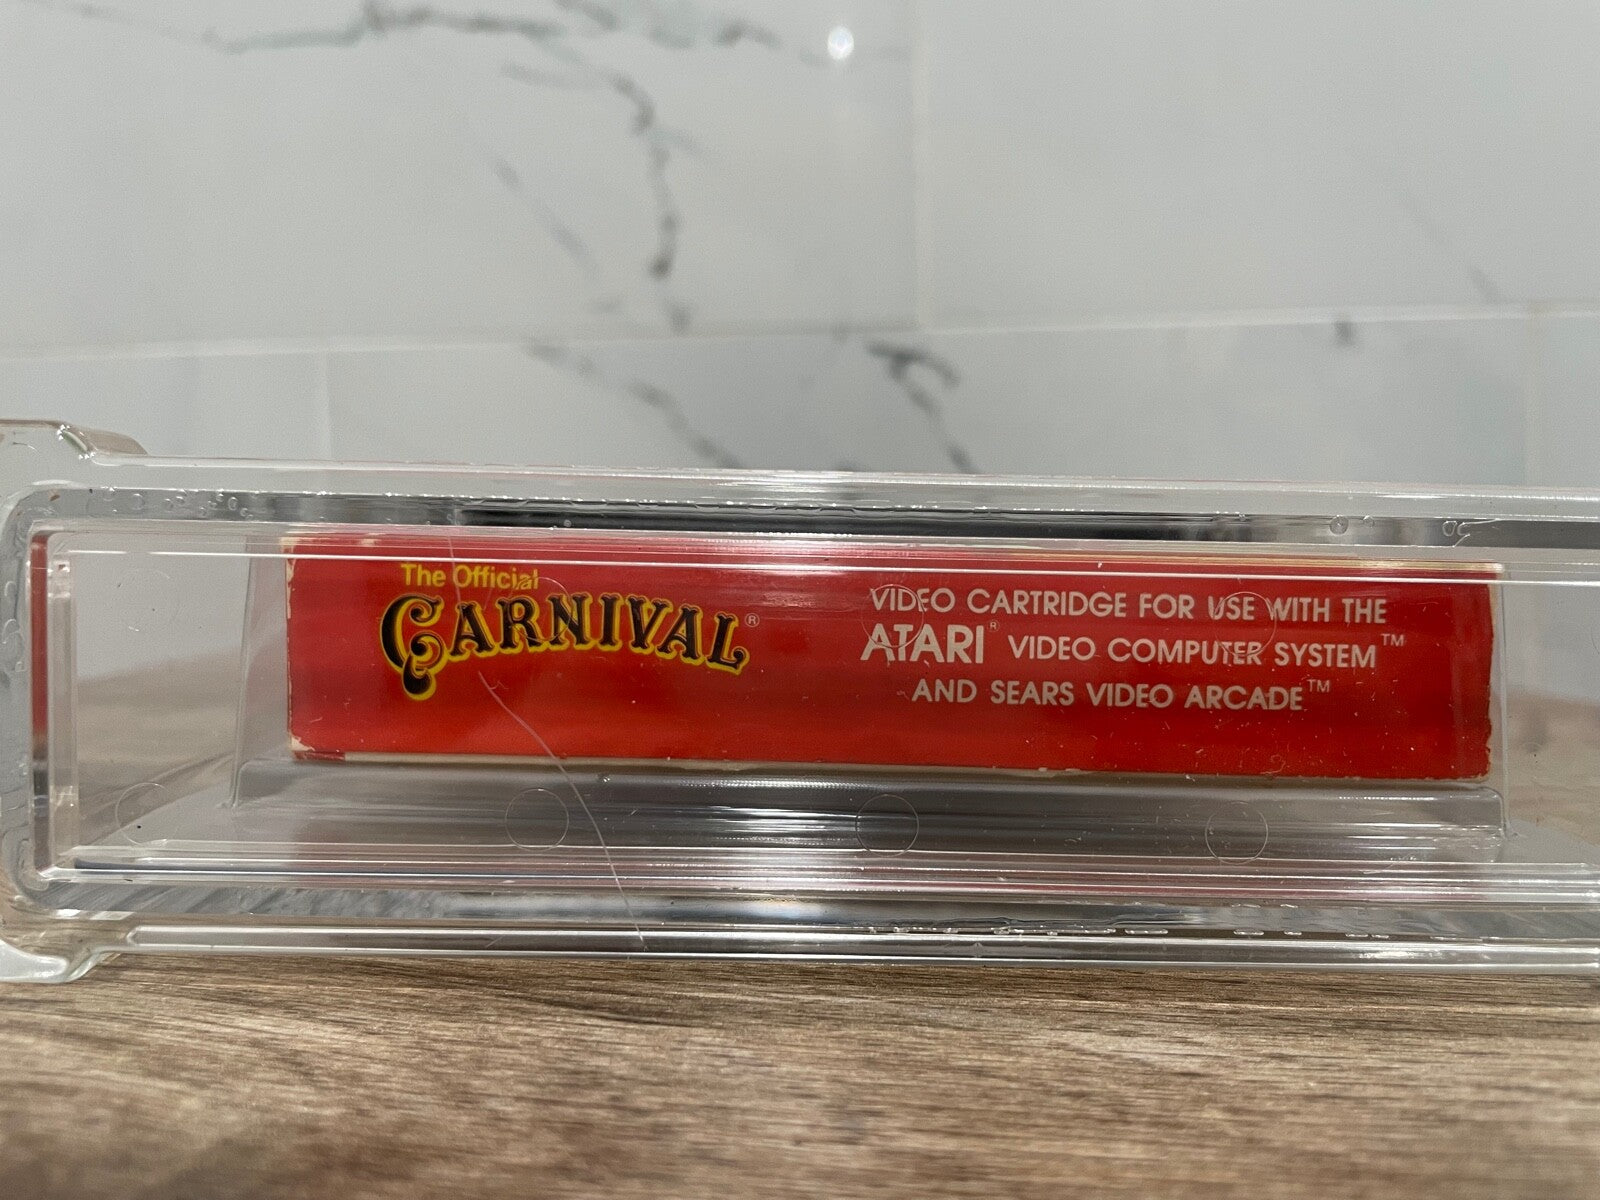 The Official
CARNIVAL®
VIDEO CARTRIDGE FOR USE WITH THE
ATARI® VIDEO COMPUTER SYSTEM™
AND SEARS VIDEO ARCADE™